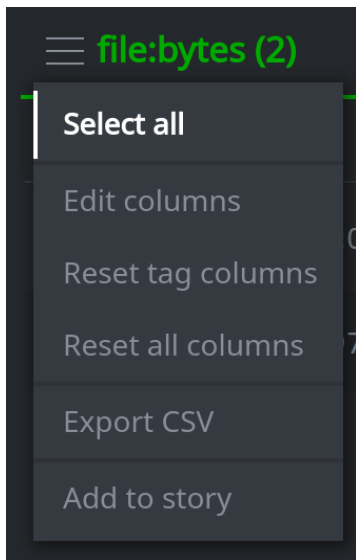 file:bytes (2)
Select all
Edit columns
Reset tag columns
Reset all columns
Export CSV
Add to story